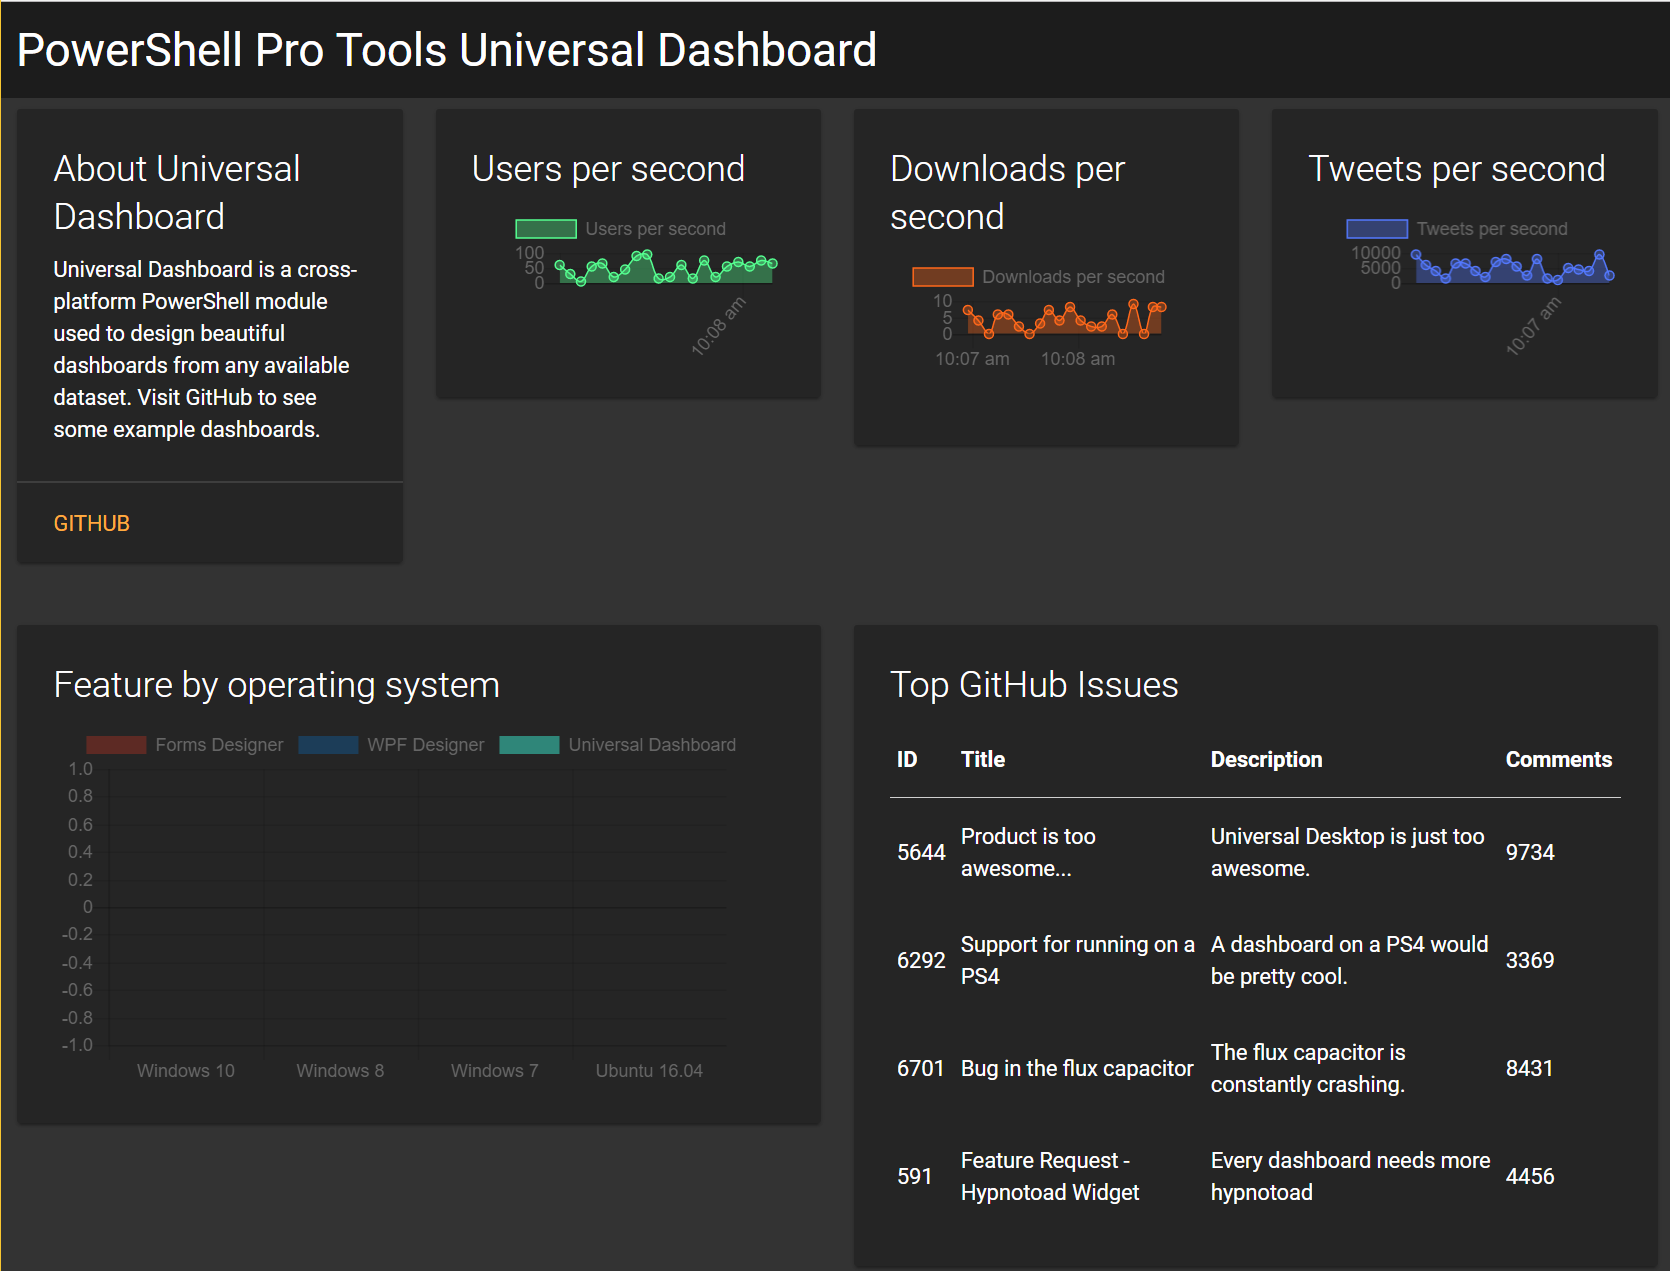 PowerShell Pro Tools Universal Dashboard
About Universal
Dashboard
Universal Dashboard is a cross-
platform PowerShell module
used to design beautiful
dashboards from any available
dataset. Visit GitHub to see
some example dashboards.
GITHUB
Users per second
Users per second
100
50
0
10:08 am
Downloads per
second
Downloads per second
10
5
0
10:07 am 10:08 am
Tweets per second
Tweets per second
10000
5000
0
10:07 am
Feature by operating system
Forms Designer WPF Designer Universal Dashboard
1.0
0.8
0.6
0.4
0.2
0
-0.2
-0.4
-0.6
-0.8
-1.0
Windows 10 Windows 8 Windows 7 Ubuntu 16.04
Top GitHub Issues
ID Title Description Comments
5644 Product is too Universal Desktop is just too 9734
awesome... awesome.
6292 Support for running on a A dashboard on a PS4 would 3369
PS4 be pretty cool.
6701 Bug in the flux capacitor The flux capacitor is 8431
constantly crashing.
591 Feature Request - Every dashboard needs more 4456
Hypnotoad Widget hypnotoad